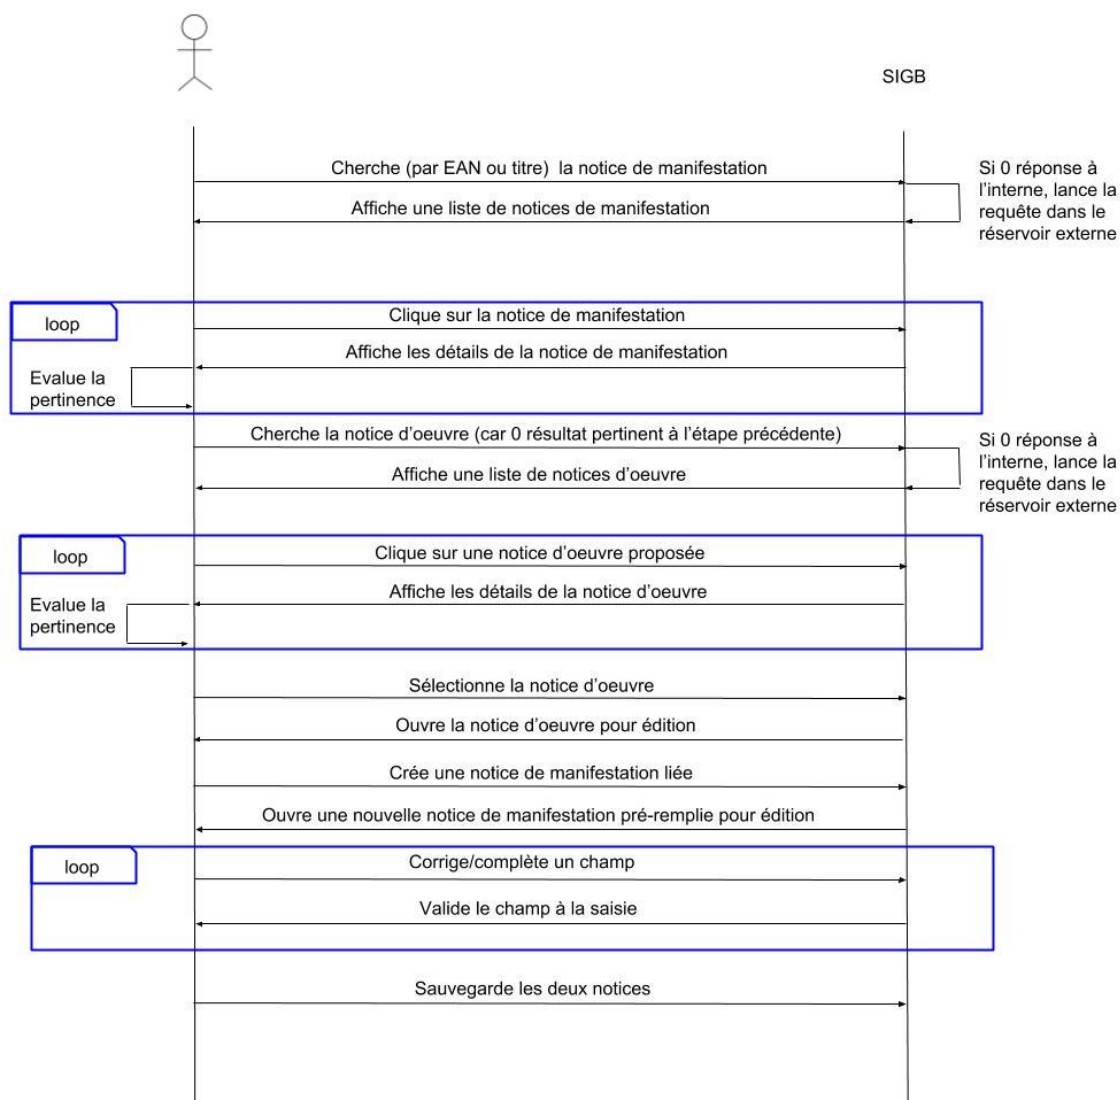 SIGB
Cherche (par EAN ou titre) la notice de manifestation
Si 0 réponse à
l'interne, lance la
requête dans le
réservoir externe
Affiche une liste de notices de manifestation
loop
Clique sur la notice de manifestation
Affiche les détails de la notice de manifestation
Evalue la
pertinence
Cherche la notice d'oeuvre (car 0 résultat pertinent à l'étape précédente)
Si 0 réponse à
l'interne, lance la
requête dans le
réservoir externe
Affiche une liste de notices d'oeuvre
loop
Clique sur une notice d'oeuvre proposée
Affiche les détails de la notice d'oeuvre
Evalue la
pertinence
Sélectionne la notice d'oeuvre
Ouvre la notice d'oeuvre pour édition
Crée une notice de manifestation liée
Ouvre une nouvelle notice de manifestation pré-remplie pour édition
loop
Corrige/complète un champ
Valide le champ à la saisie
Sauvegarde les deux notices